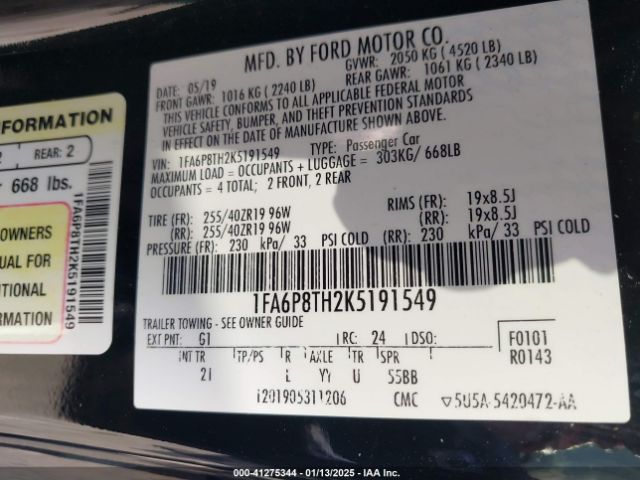 MFD. BY FORD MOTOR CO.
DATE: 05/19
GVWR: 2050 KG (4520 LB)
FRONT GAWR: 1016 KG (2240 LB)
REAR GAWR: 1061 KG (2340 LB)
THIS VEHICLE CONFORMS TO ALL APPLICABLE FEDERAL MOTOR
VEHICLE SAFETY, BUMPER, AND THEFT PREVENTION STANDARDS
IN EFFECT ON THE DATE OF MANUFACTURE SHOWN ABOVE.
VIN: 1FA6P8TH2K5191549 TYPE: Passenger Car
MAXIMUM LOAD = OCCUPANTS + LUGGAGE = 303KG/ 668LB
OCCUPANTS = 4 TOTAL; 2 FRONT, 2 REAR
TIRE (FR): 255/40ZR19 96W RIMS (FR): 19x8.5J
(RR): 255/40ZR19 96W (RR): 19x8.5J
PRESSURE (FR): 230 kPa/ 33 PSI COLD (RR): 230 kPa/ 33 PSI COLD
1FA6P8TH2K5191549
TRAILER TOWING - SEE OWNER GUIDE
EXT PNT: G1 RC: 24 DSO: F0101
R0143
INT TR TP/PS R AXLE TR SPR
21 L YY U 55BB
1201905311206 CMC 5U5A-5420472-AA
FORMATION
2 REAR: 2
668 lbs.
OWNERS
UAL FOR
DITIONAL
ATION
1FA6P8TH2K5191549
000-41275344 | 01/13/2025 - IAA Inc.